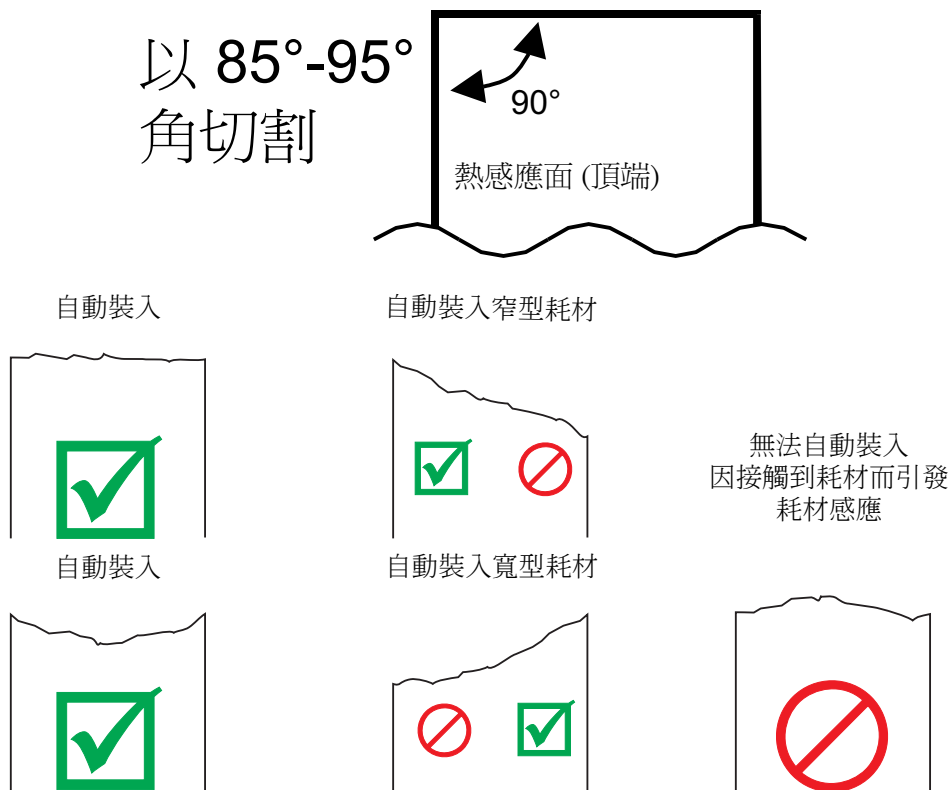 以 85°-95°
角切割
90°
熱感應面 (頂端)
自動裝入
自動裝入窄型耗材
無法自動裝入
因接觸到耗材而引發
耗材感應
自動裝入
自動裝入寬型耗材